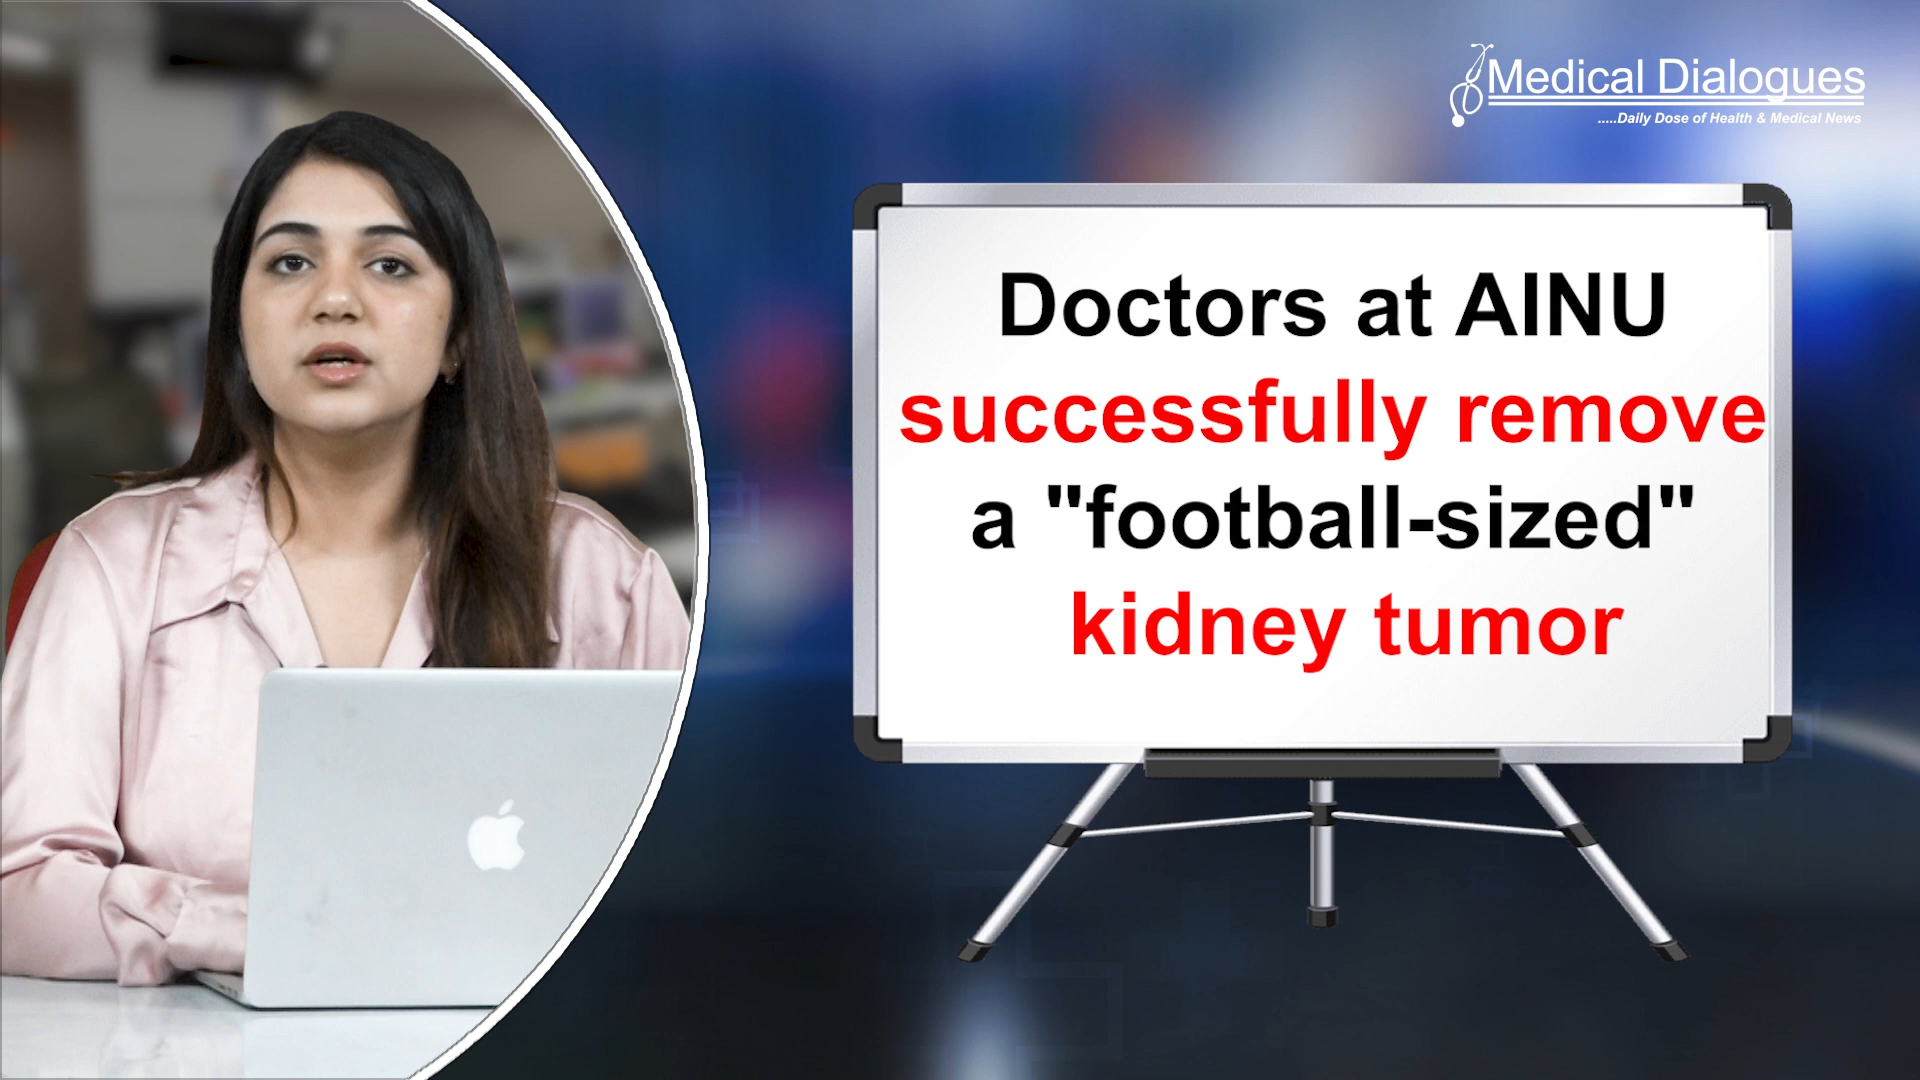 Medical Dialogues
.....Daily Dose of Health & Medical News
Doctors at AINU
successfully remove
a "football-sized"
kidney tumor